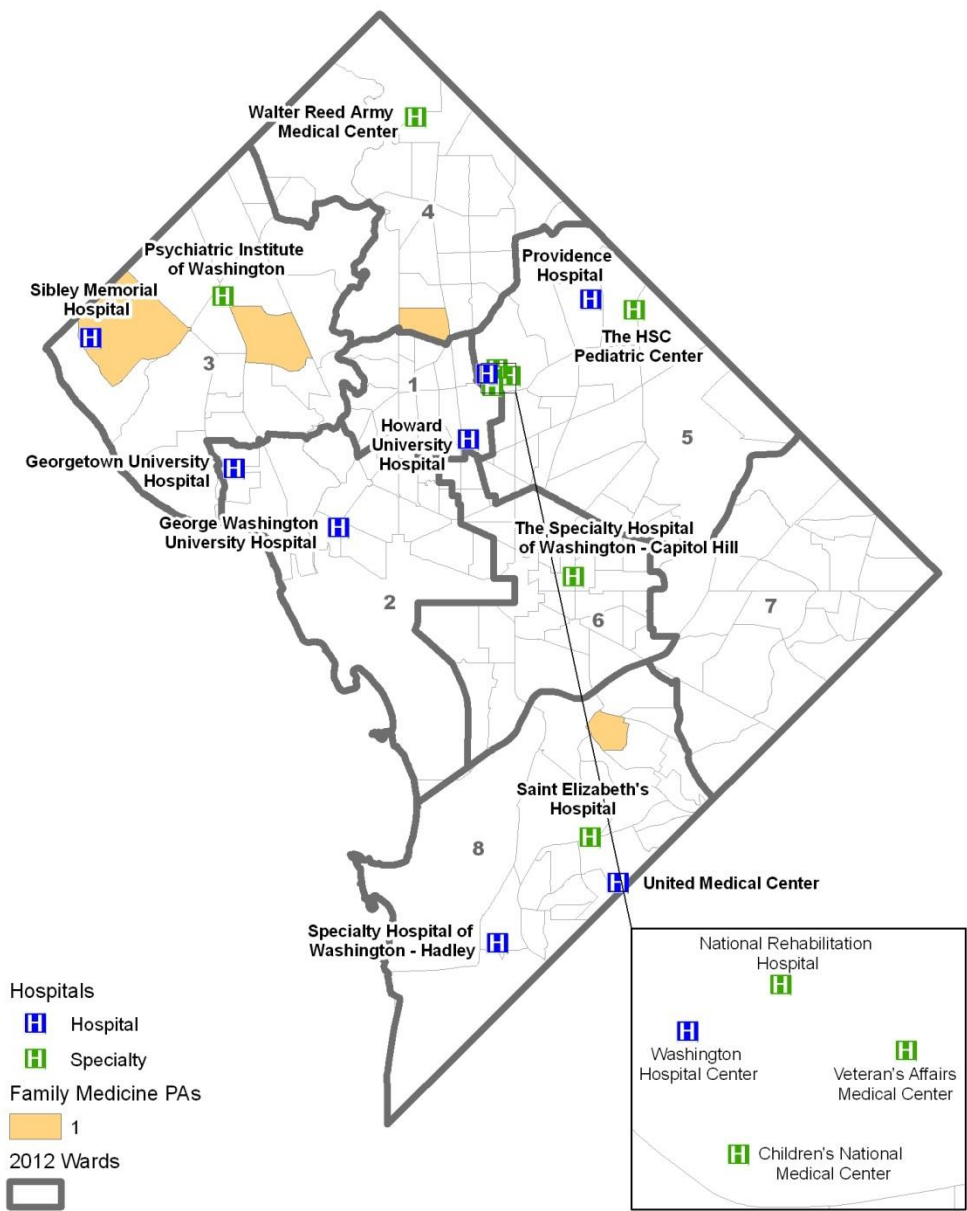 Walter Reed Army
Medical Center
H
4
Psychiatric Institute
of Washington
H
Providence
Hospital
H
Sibley Memorial
Hospital
H
H
The HSC
Pediatric Center
3
1
H
H
H
H
Howard
University
Hospital
H
5
Georgetown University
Hospital
H
George Washington
University Hospital
H
The Specialty Hospital
of Washington - Capitol Hill
H
2
6
7
Saint Elizabeth's
Hospital
H
8
H
United Medical Center
Specialty Hospital of
Washington - Hadley
H
National Rehabilitation
Hospital
H
H
Washington
Hospital Center
H
Veteran's Affairs
Medical Center
H
Children's National
Medical Center
Hospitals
H Hospital
H Specialty
Family Medicine PAs
1
2012 Wards